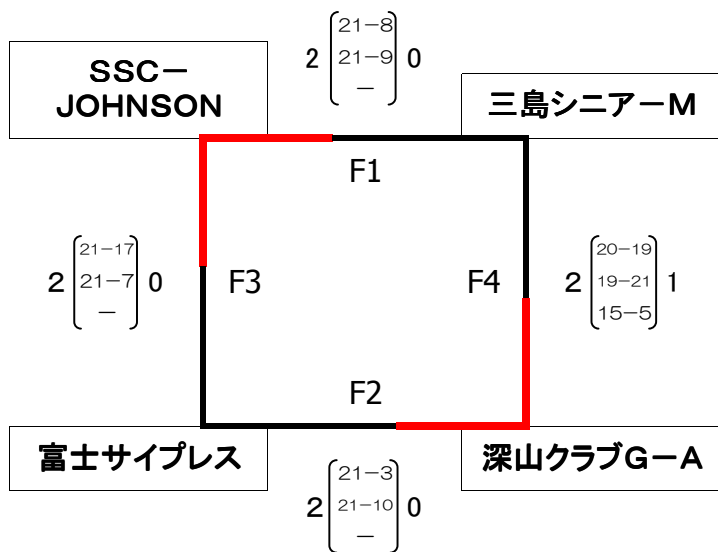 21-8
2 21-9 0
-
SSC-
JOHNSON
三島シニアーM
F1
21-17
2 21-7 0
-
F3
F4
20-19
2 19-21 1
15-5
F2
富士サイプレス
深山クラブG-A
21-3
2 21-10 0
-